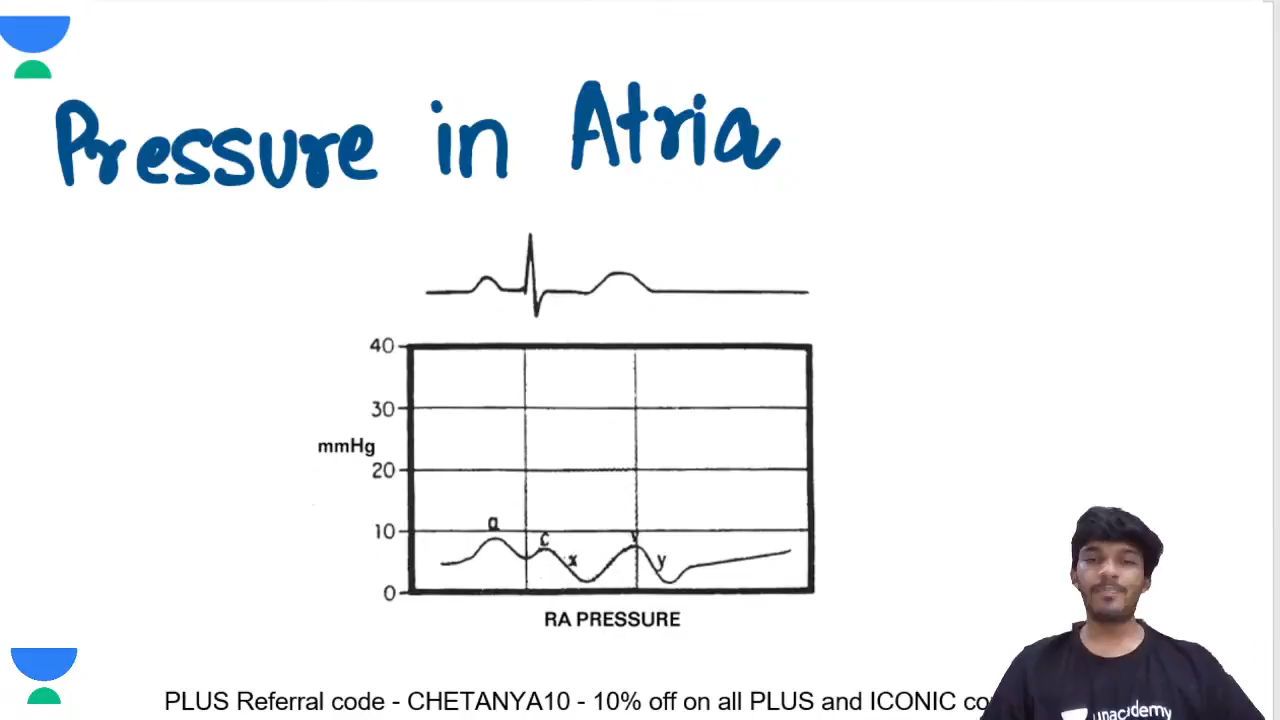 Pressure in Atria
40
30
mmHg
20
10
0
a
c
x
v
y
RA PRESSURE
PLUS Referral code - CHETANYA10 - 10% off on all PLUS and ICONIC
unacademy